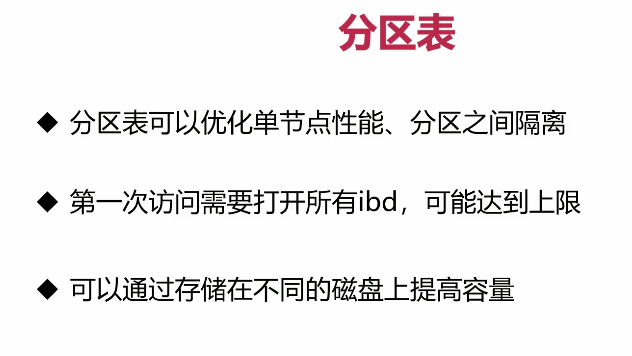 分区表
◆ 分区表可以优化单节点性能、分区之间隔离
◆ 第一次访问需要打开所有ibd，可能达到上限
◆ 可以通过存储在不同的磁盘上提高容量